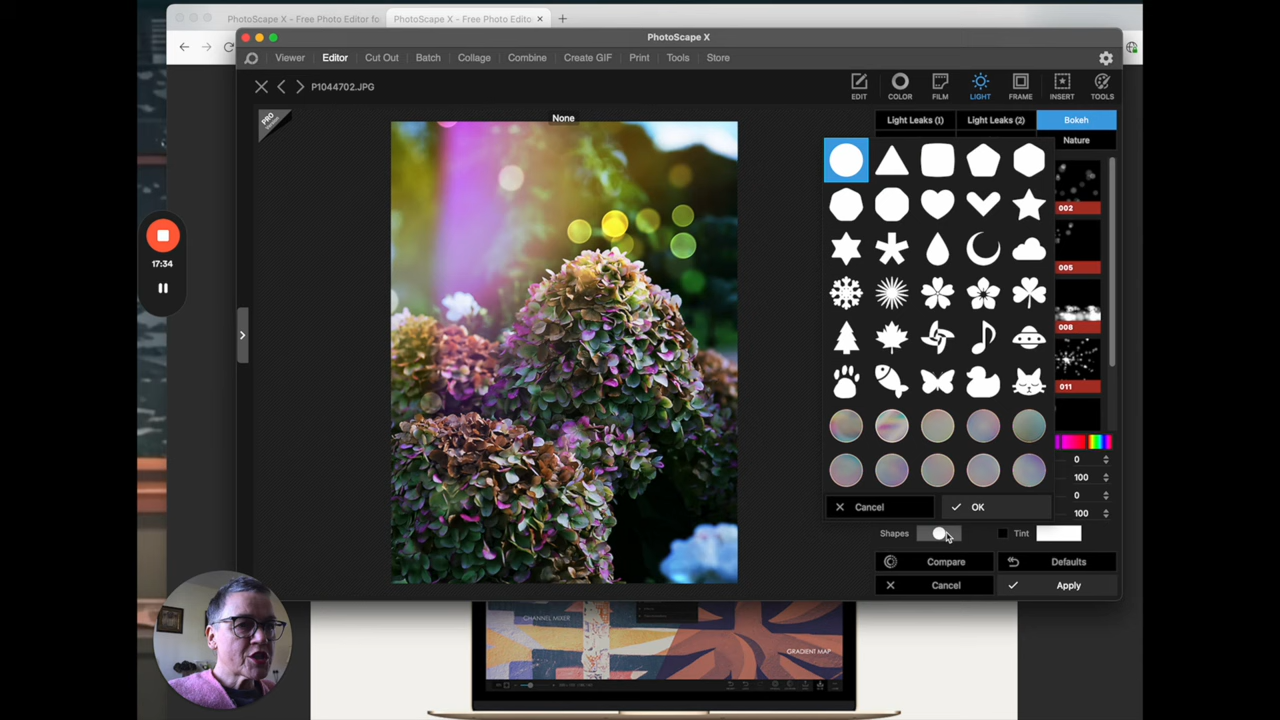 PhotoScape X - Free Photo Editor fo
PhotoScape X - Free Photo Edito
PhotoScape X
Viewer Editor Cut Out Batch Collage Combine Create GIF Print Tools Store
P1044702.JPG
EDIT COLOR FILM LIGHT FRAME INSERT TOOLS
PRO
Version
None
Light Leaks (1) Light Leaks (2) Bokeh
Nature
002
005
008
011
17:34
0
100
0
100
Cancel OK
Shapes Tint
Compare Defaults
Cancel Apply
CHANNEL MIXER
GRADIENT MAP